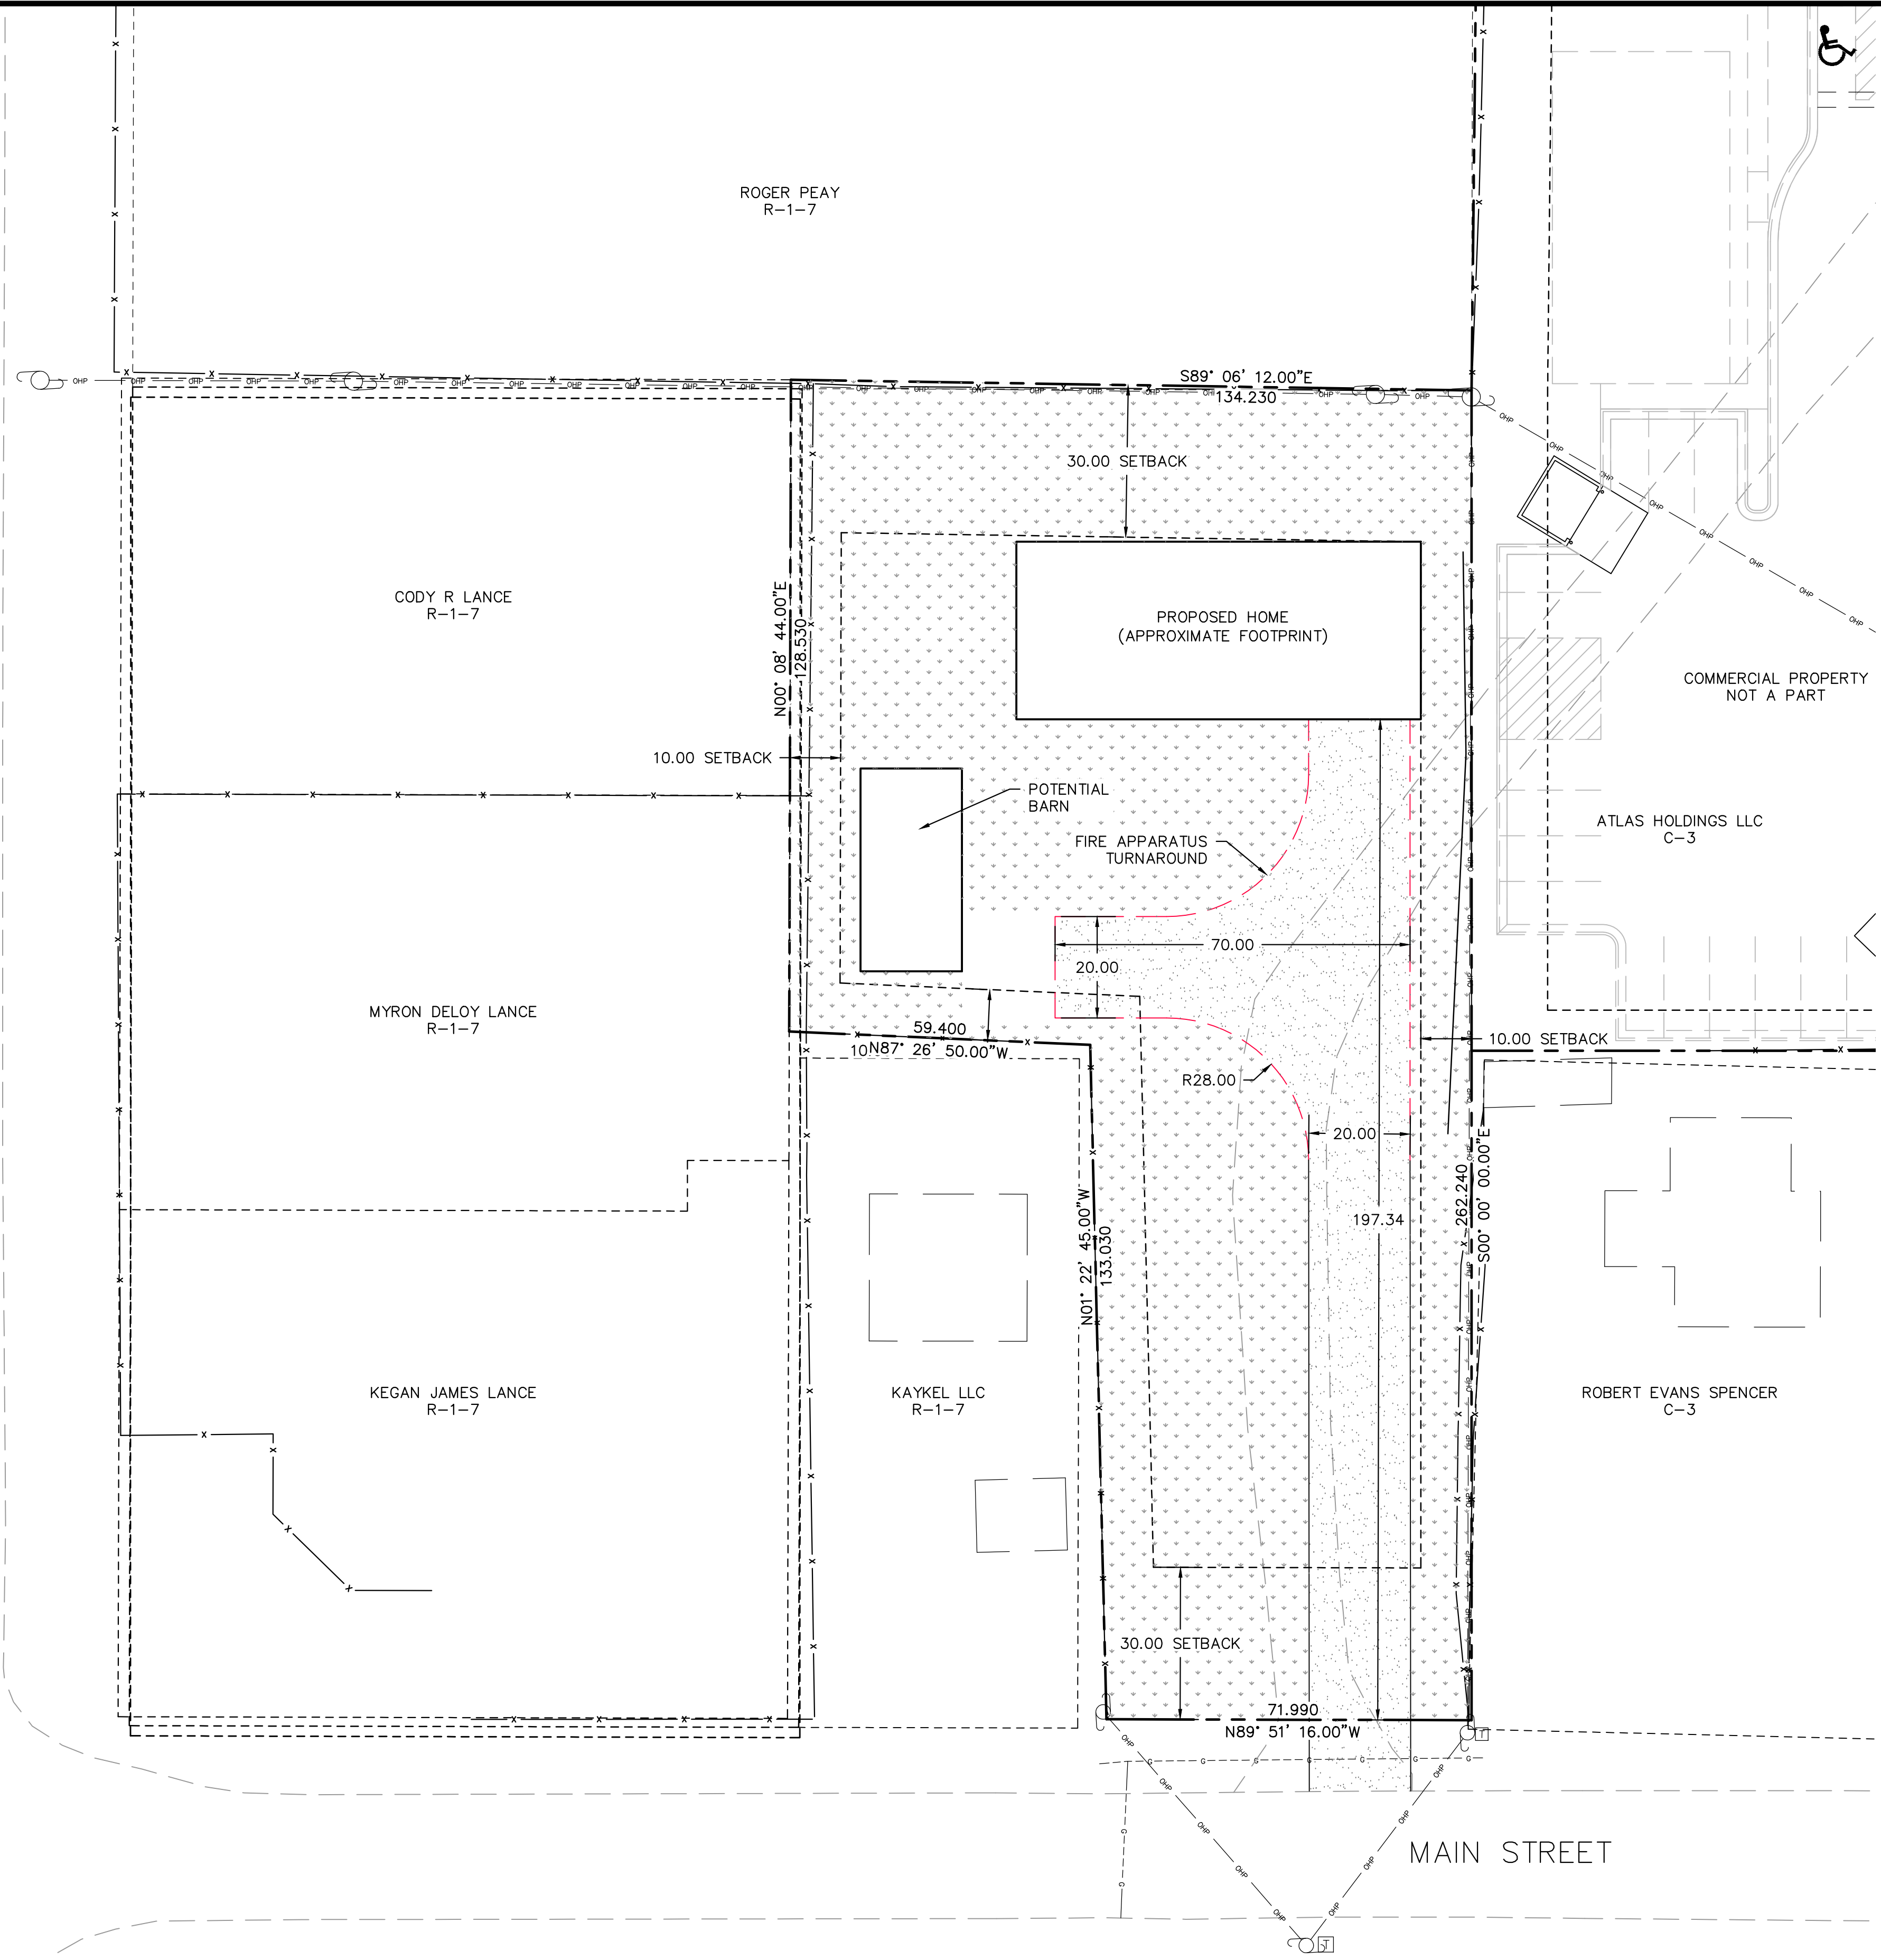 ROGER PEAY
R-1-7
S89° 06' 12.00"E
134.230
30.00 SETBACK
CODY R LANCE
R-1-7
N00° 08' 44.00"E
128.530
PROPOSED HOME
(APPROXIMATE FOOTPRINT)
COMMERCIAL PROPERTY
NOT A PART
10.00 SETBACK
POTENTIAL
BARN
FIRE APPARATUS
TURNAROUND
ATLAS HOLDINGS LLC
C-3
70.00
20.00
MYRON DELOY LANCE
R-1-7
59.400
10
N87° 26' 50.00"W
10.00 SETBACK
R28.00
20.00
N01° 22' 45.00"W
133.030
197.34
262.240
S00° 00' 00.00"E
KEGAN JAMES LANCE
R-1-7
KAYKEL LLC
R-1-7
ROBERT EVANS SPENCER
C-3
30.00 SETBACK
71.990
N89° 51' 16.00"W
MAIN STREET
OHP
X
G
T
T